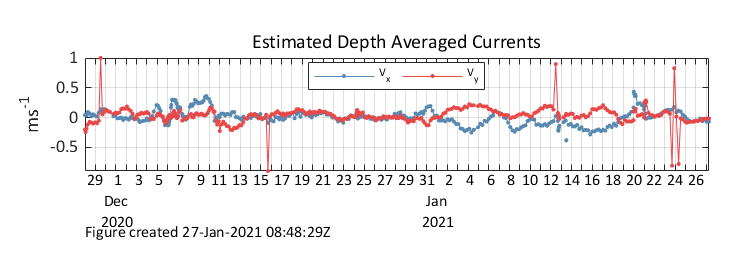 Estimated Depth Averaged Currents
1
0.5
0
-0.5
ms-1
Vx Vy
29 1 3 5 7 9 11 13 15 17 19 21 23 25 27 29 31 2 4 6 8 10 12 14 16 18 20 22 24 26
Dec Jan
2020 2021
Figure created 27-Jan-2021 08:48:29Z